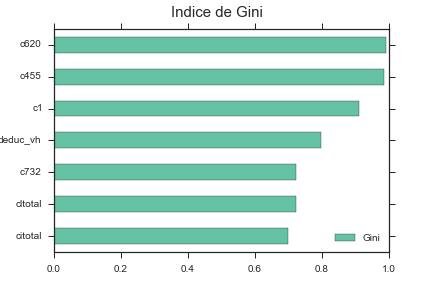 Indice de Gini
c620
c455
c1
deduc_vh
c732
cltotal
citotal
Gini
0.0 0.2 0.4 0.6 0.8 1.0